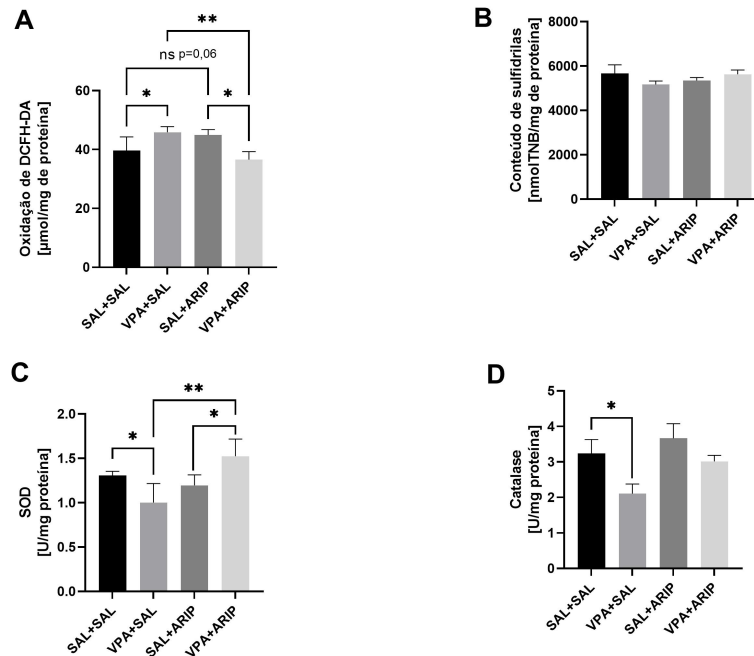 A
**
ns p=0,06
*
*
Oxidação de DCFH-DA
[µmol/mg de proteína]
60
40
20
0
SAL+SAL
VPA+SAL
SAL+ARIP
VPA+ARIP
B
Conteúdo de sulfidrilas
[nmolTNB/mg de proteína]
8000
6000
4000
2000
0
SAL+SAL
VPA+SAL
SAL+ARIP
VPA+ARIP
C
**
*
*
SOD
[U/mg proteína]
2.0
1.5
1.0
0.5
0.0
SAL+SAL
VPA+SAL
SAL+ARIP
VPA+ARIP
D
*
Catalase
[U/mg proteína]
5
4
3
2
1
0
SAL+SAL
VPA+SAL
SAL+ARIP
VPA+ARIP